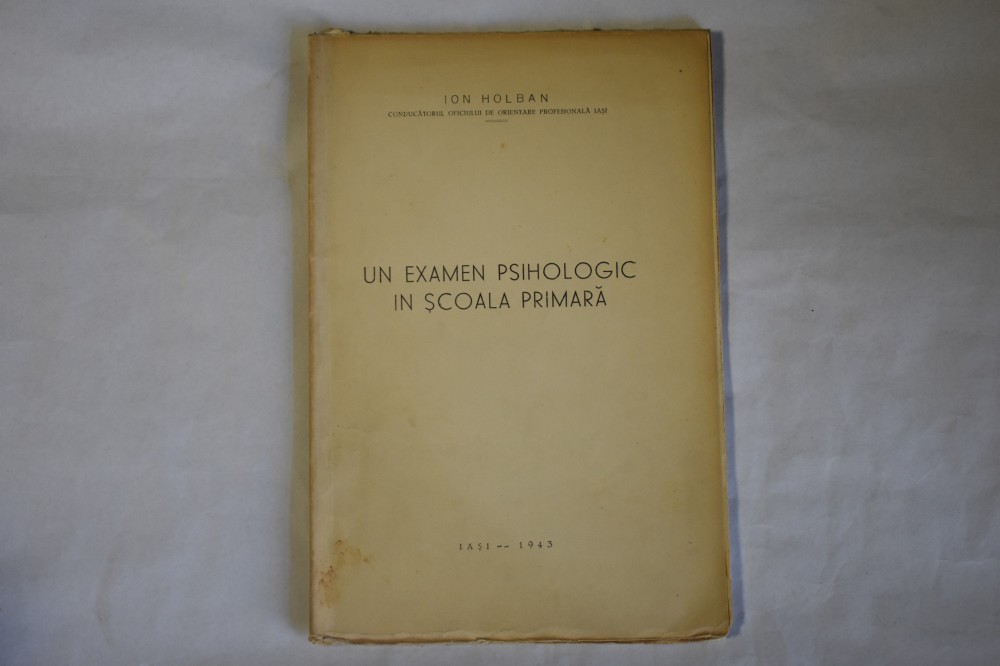 ION HOLBAN
CONDUCĂTORUL OFICIULUI DE ORIENTARE PROFESIONALĂ IAȘI
UN EXAMEN PSIHOLOGIC
IN ȘCOALA PRIMARĂ
IAȘI -- 1943